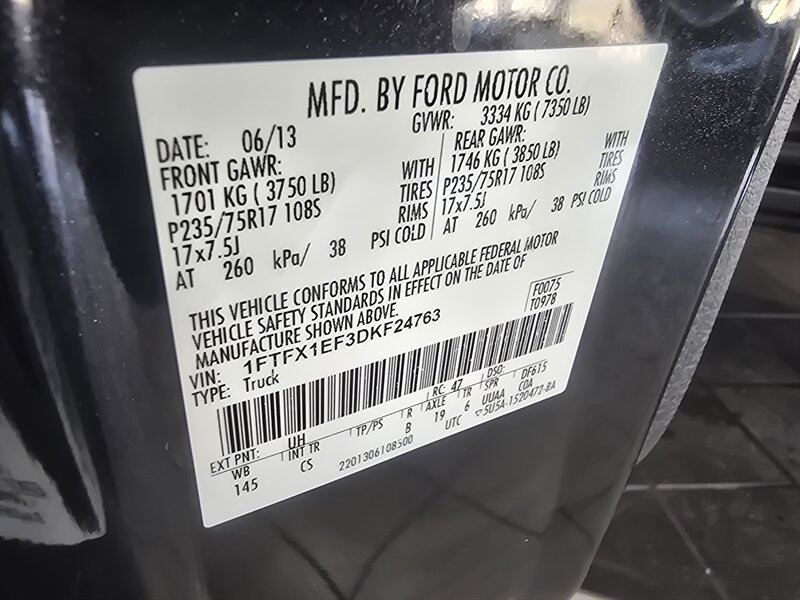 MFD. BY FORD MOTOR CO.
DATE: 06/13
GVWR: 3334 KG ( 7350 LB)
FRONT GAWR:
1701 KG ( 3750 LB)
WITH
P235/75R17 108S
TIRES
17x7.5J
RIMS
AT 260 kPa/ 38 PSI COLD
REAR GAWR:
1746 KG ( 3850 LB)
WITH
P235/75R17 108S
TIRES
17x7.5J
RIMS
AT 260 kPa/ 38 PSI COLD
THIS VEHICLE CONFORMS TO ALL APPLICABLE FEDERAL MOTOR
VEHICLE SAFETY STANDARDS IN EFFECT ON THE DATE OF
MANUFACTURE SHOWN ABOVE.
F0075
T0978
VIN: 1FTFX1EF3DKF24763
TYPE: Truck
EXT PNT: UH RC: 47 DSO: DF615
WB INT TR TP/PS R AXLE TR SPR COA
145 CS B 19 6 UUAA
2201306108500 UTC 5U5A-1520472-BA